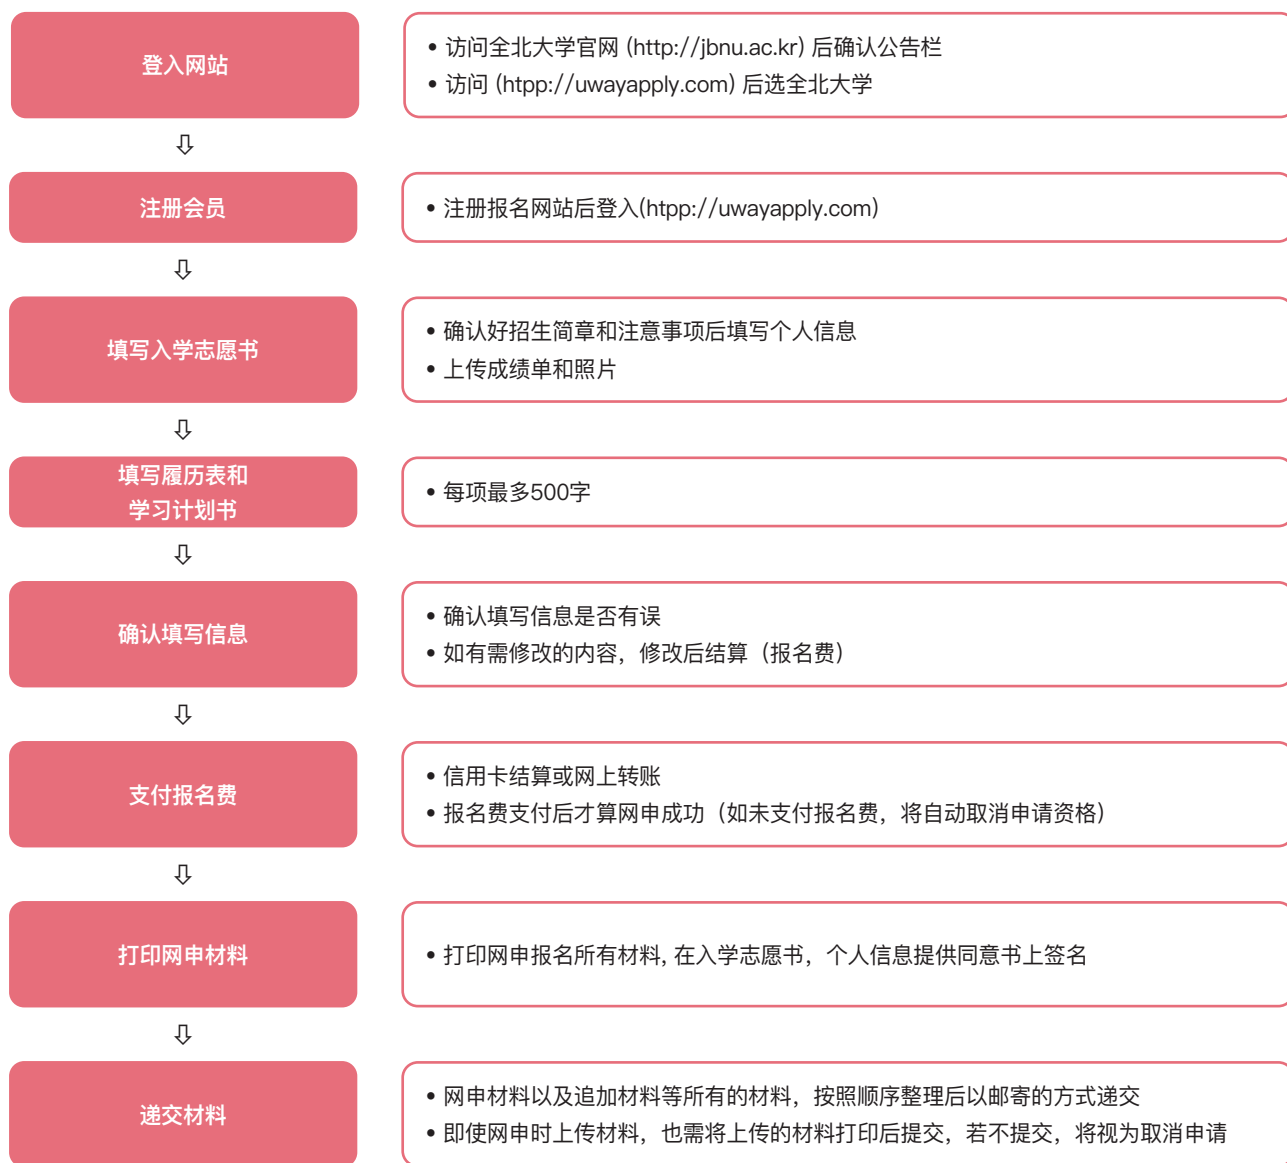 登入网站
• 访问全北大学官网 (http://jbnu.ac.kr) 后确认公告栏
• 访问 (htpp://uwayapply.com) 后选全北大学
⇩
注册会员
• 注册报名网站后登入(htpp://uwayapply.com)
⇩
填写入学志愿书
• 确认好招生简章和注意事项后填写个人信息
• 上传成绩单和照片
⇩
填写履历表和
学习计划书
• 每项最多500字
⇩
确认填写信息
• 确认填写信息是否有误
• 如有需修改的内容，修改后结算（报名费）
⇩
支付报名费
• 信用卡结算或网上转账
• 报名费支付后才算网申成功（如未支付报名费，将自动取消申请资格）
⇩
打印网申材料
• 打印网申报名所有材料, 在入学志愿书，个人信息提供同意书上签名
⇩
递交材料
• 网申材料以及追加材料等所有的材料，按照顺序整理后以邮寄的方式递交
• 即使网申时上传材料，也需将上传的材料打印后提交，若不提交，将视为取消申请